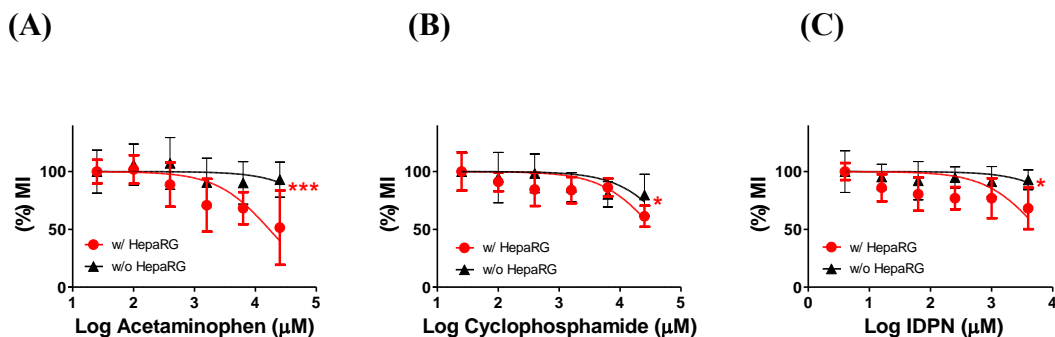 (A)
(B)
(C)
(%) MI
100
50
0
***
w/ HepaRG
w/o HepaRG
1
2
3
4
5
Log Acetaminophen (μM)
(%) MI
100
50
0
*
w/ HepaRG
w/o HepaRG
1
2
3
4
5
Log Cyclophosphamide (μM)
(%) MI
100
50
0
*
w/ HepaRG
w/o HepaRG
0
1
2
3
4
Log IDPN (μM)